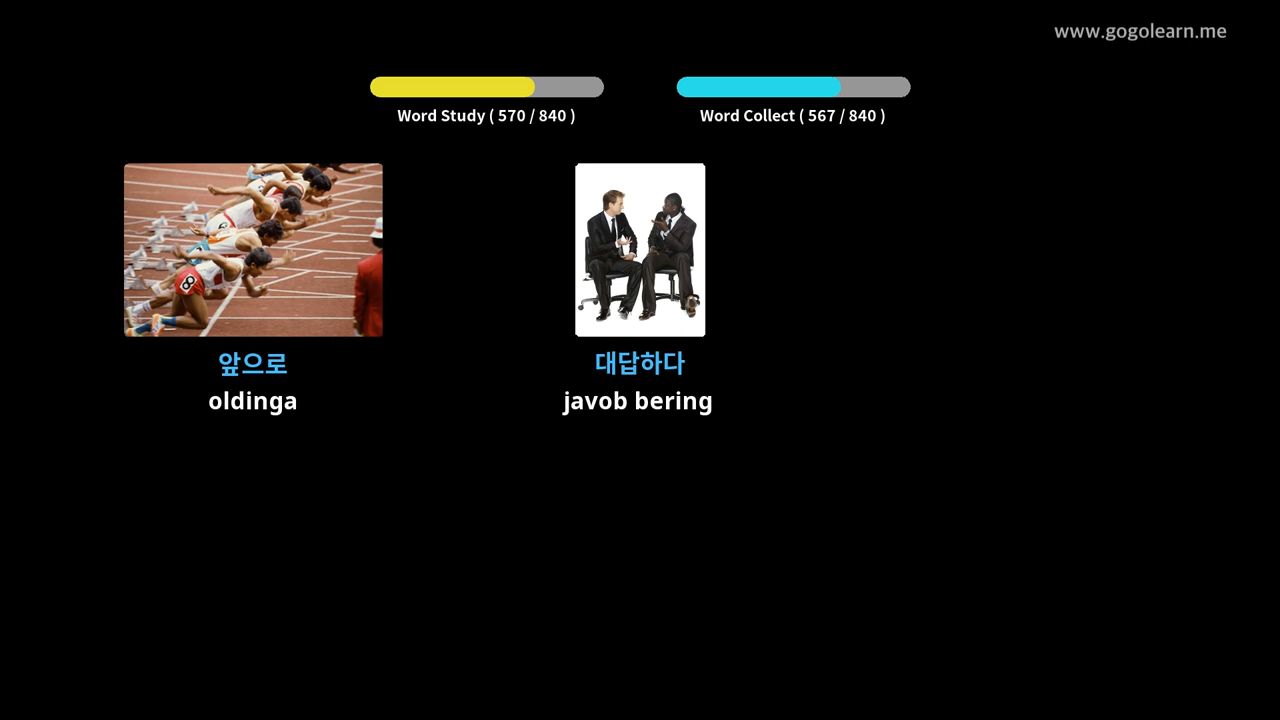 www.gogolearn.me
Word Study ( 570 / 840 )
Word Collect ( 567 / 840 )
8
앞으로
oldinga
대답하다
javob bering